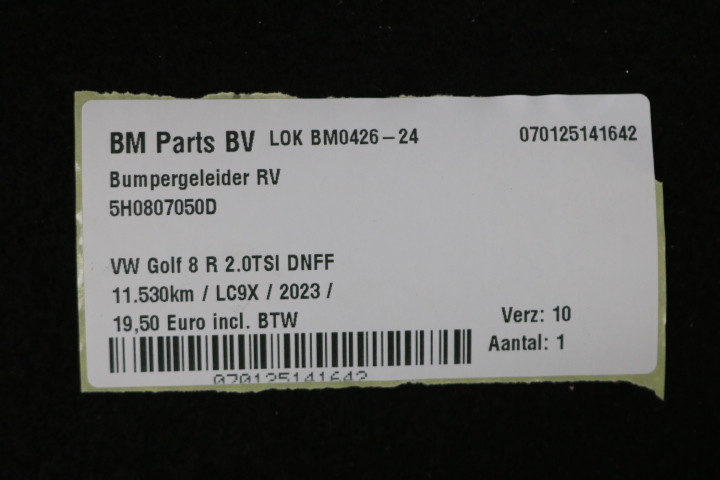 BM Parts BV LOK BM0426-24 070125141642
Bumpergeleider RV
5H0807050D
VW Golf 8 R 2.0TSI DNFF
11.530km / LC9X / 2023 /
19,50 Euro incl. BTW
Verz: 10
Aantal: 1
070125141642